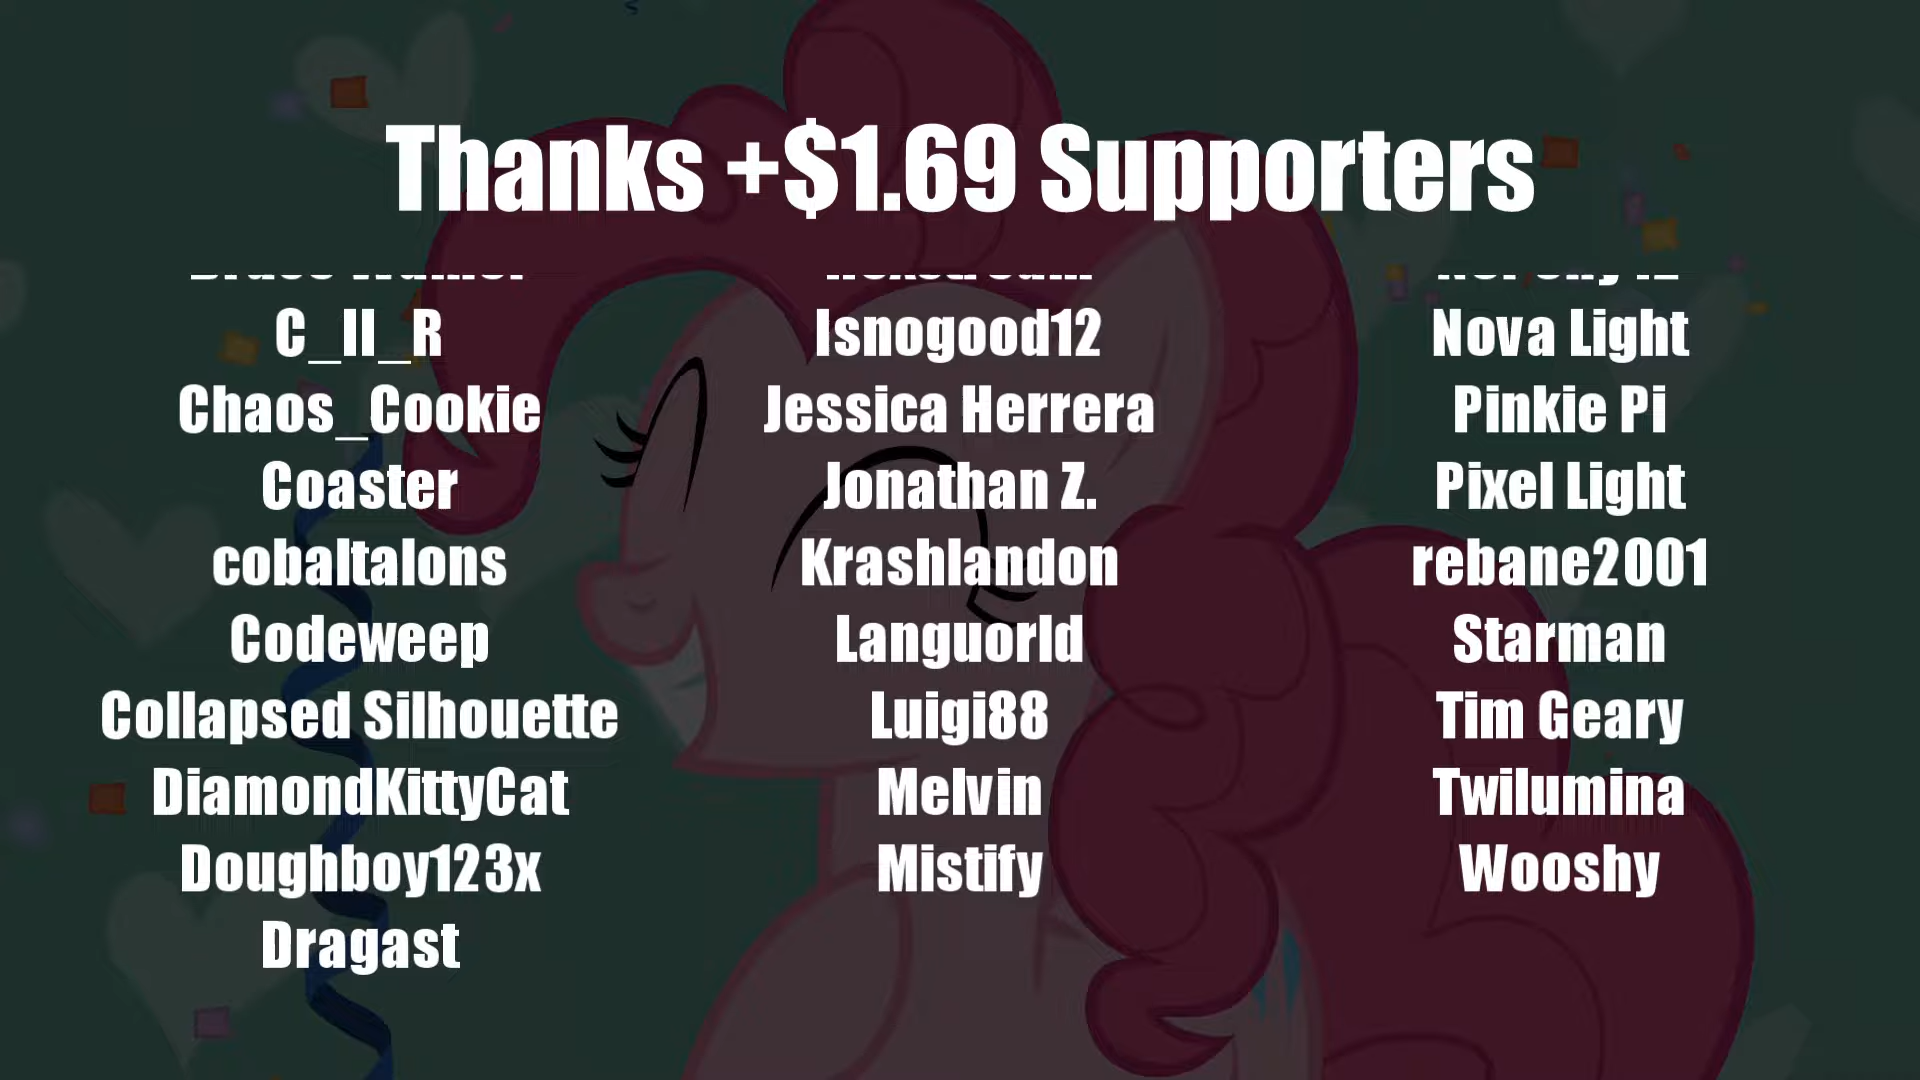 Thanks +$1.69 Supporters
C_II_R
Chaos_Cookie
Coaster
cobaltalons
Codeweep
Collapsed Silhouette
DiamondKittyCat
Doughboy123x
Dragast
Isnogood12
Jessica Herrera
Jonathan Z.
Krashlandon
Languorld
Luigi88
Melvin
Mistify
Nova Light
Pinkie Pi
Pixel Light
rebane2001
Starman
Tim Geary
Twilumina
Wooshy